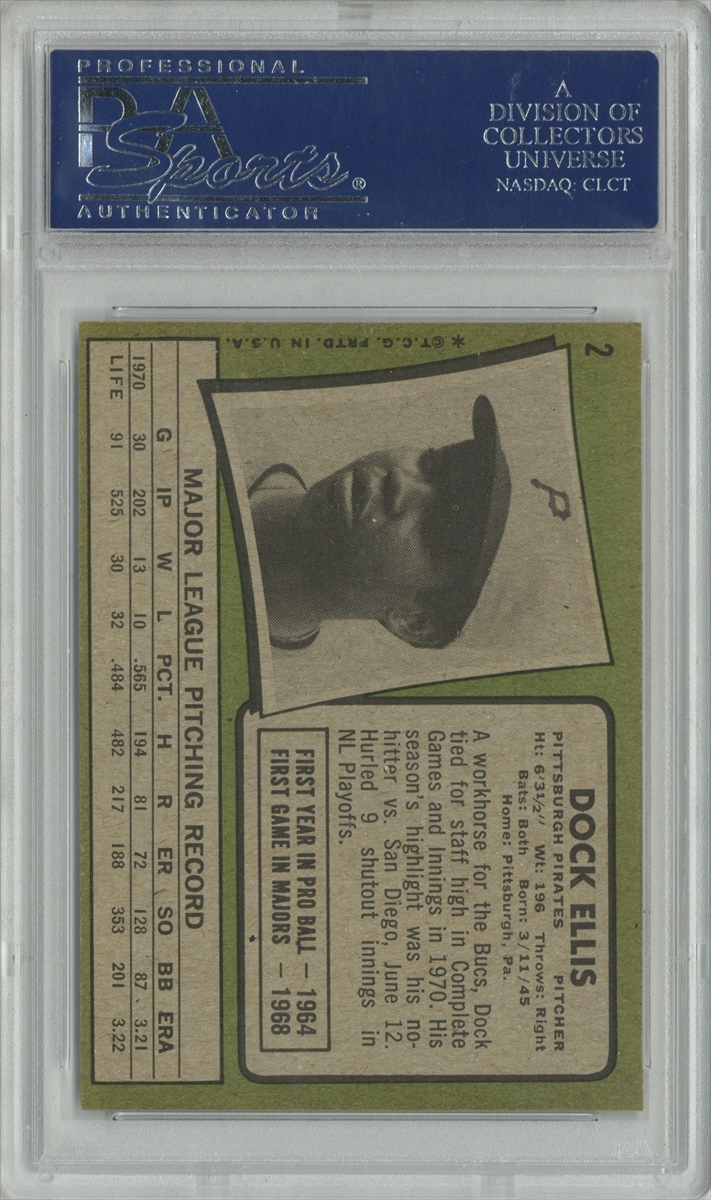 PROFESSIONAL
PSA
Sports®
AUTHENTICATOR
A
DIVISION OF
COLLECTORS
UNIVERSE
NASDAQ: CLCT
2
*©T.C.G. PRTD. IN U.S.A.
P
DOCK ELLIS
PITTSBURGH PIRATES PITCHER
Ht: 6'3½" Wt: 196 Throws: Right
Bats: Both Born: 3/11/45
Home: Pittsburgh, Pa.
A workhorse for the Bucs, Dock
tied for staff high in Complete
Games and Innings in 1970. His
season's highlight was his no-
hitter vs. San Diego, June 12.
Hurled 9 shutout innings in
NL Playoffs.
FIRST YEAR IN PRO BALL — 1964
FIRST GAME IN MAJORS — 1968
MAJOR LEAGUE PITCHING RECORD
G IP W L PCT. H R ER SO BB ERA
1970 30 202 13 10 .565 194 81 72 128 87 3.21
LIFE 91 525 30 32 .484 482 217 188 353 201 3.22